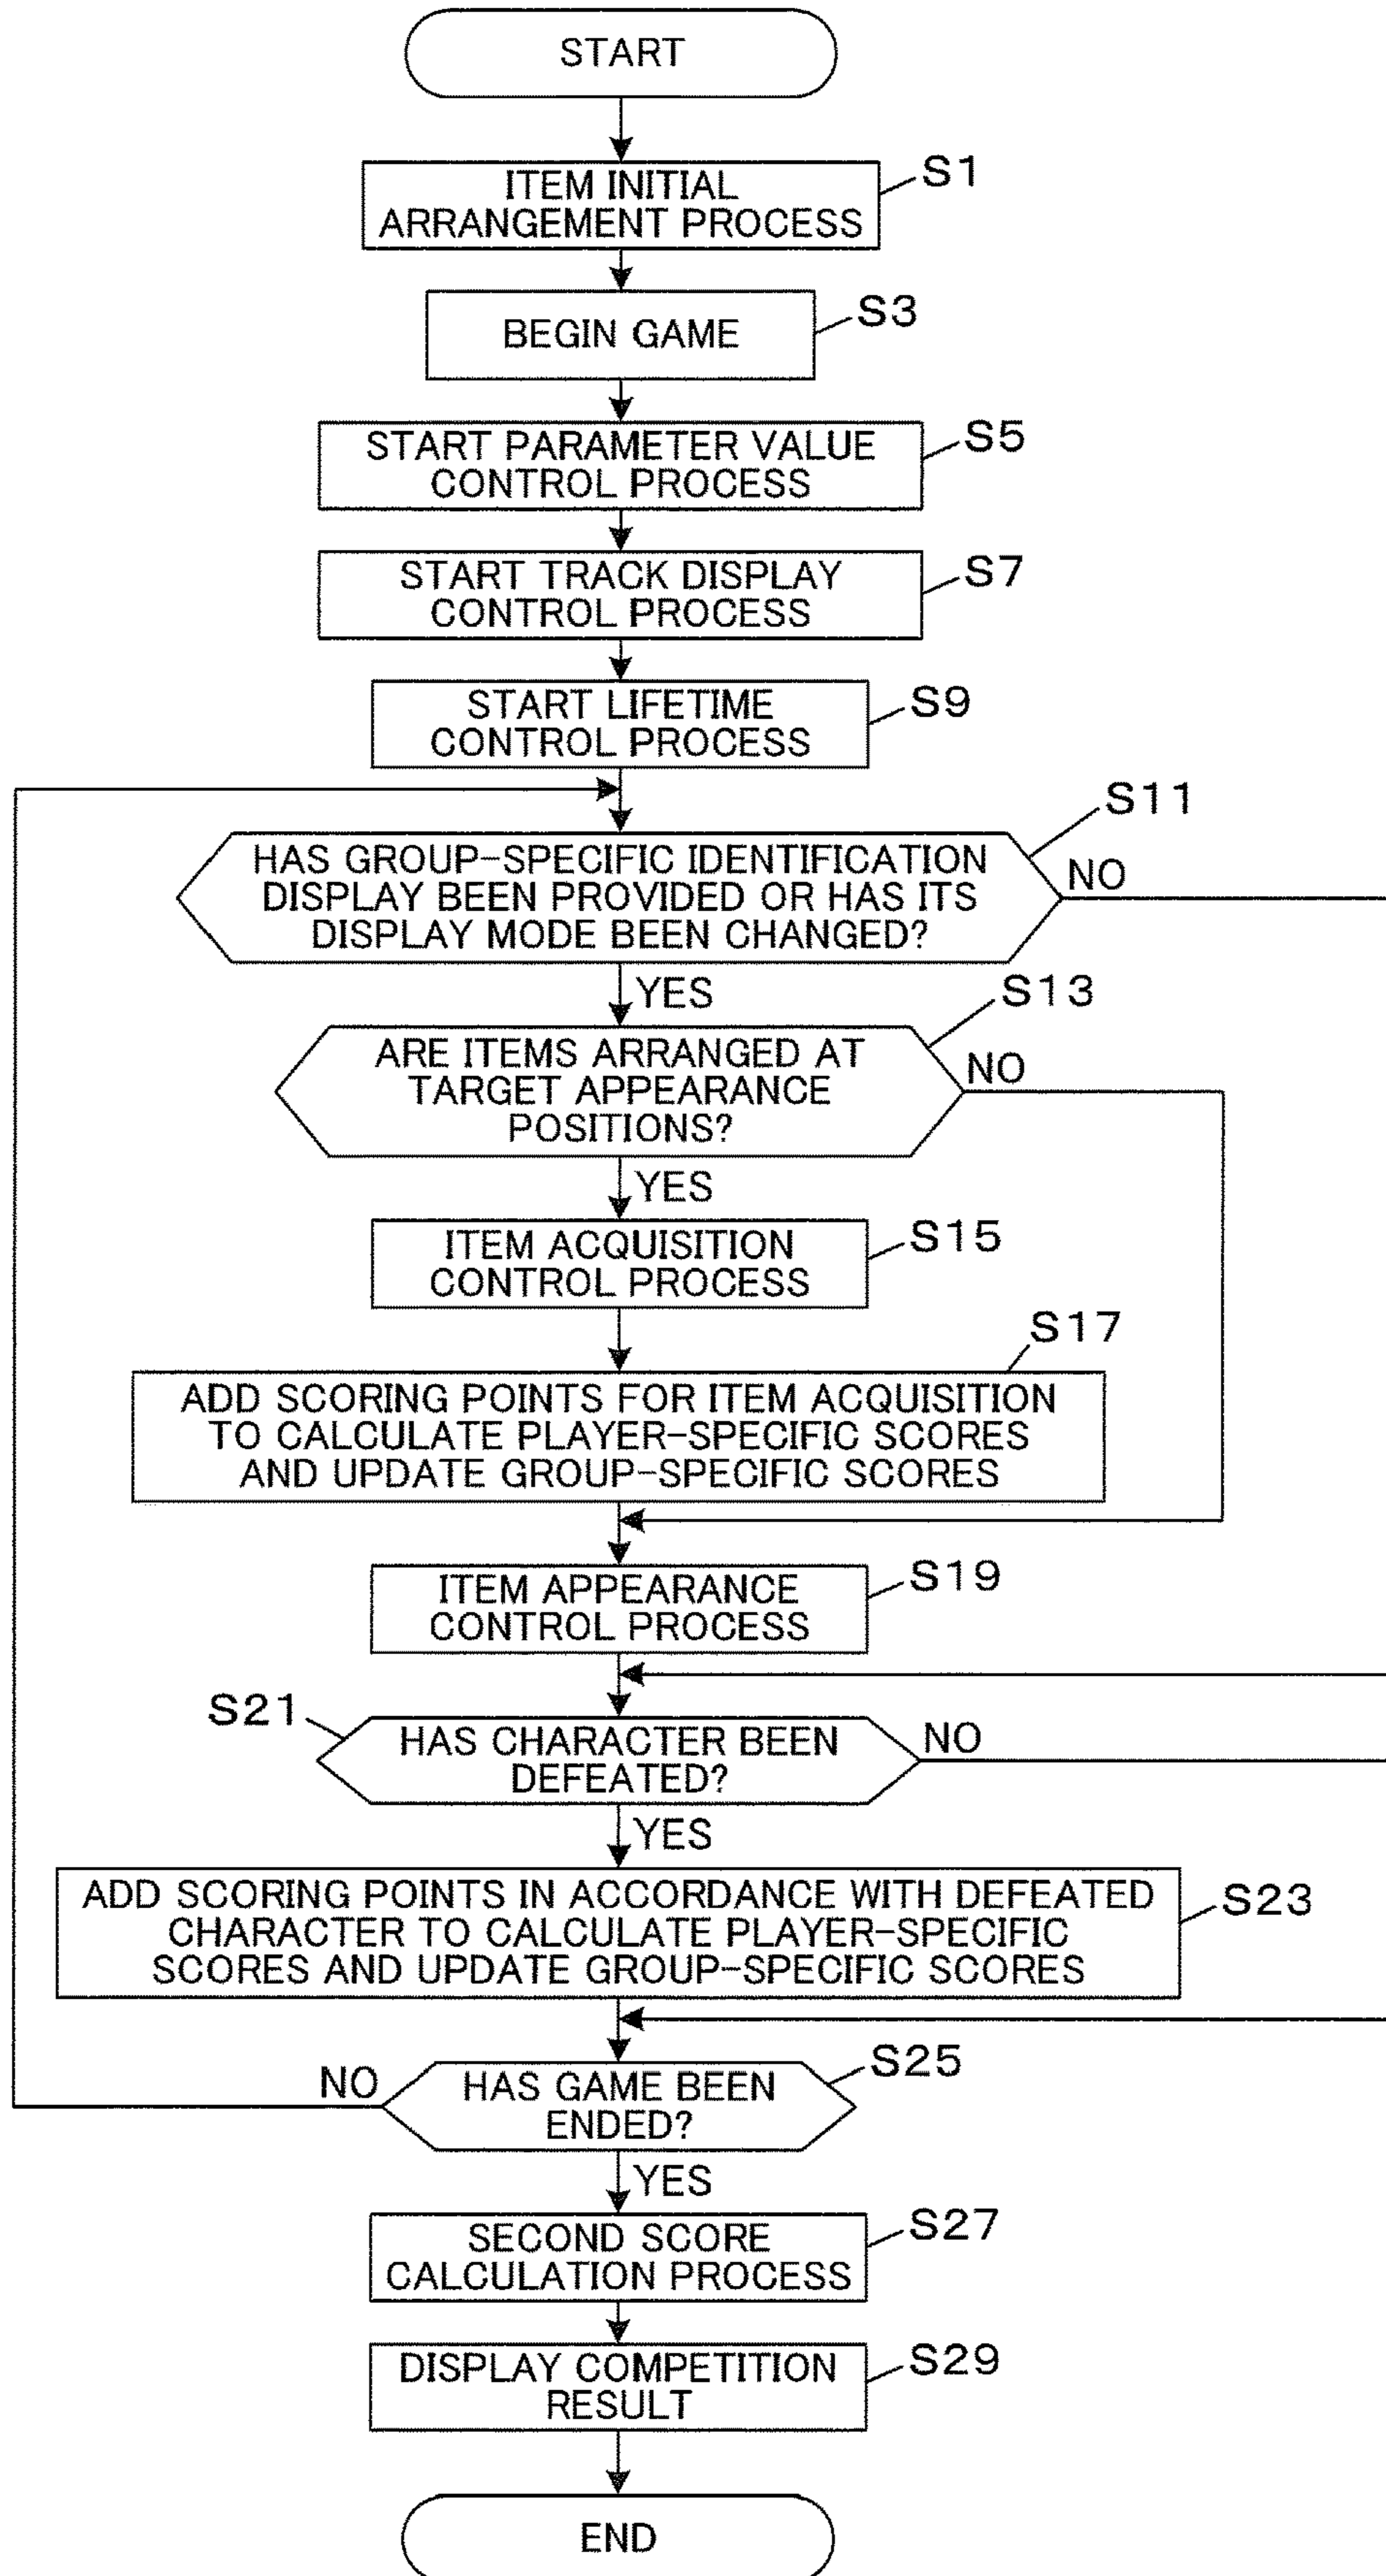 START
ITEM INITIAL
ARRANGEMENT PROCESS
S1
BEGIN GAME
S3
START PARAMETER VALUE
CONTROL PROCESS
S5
START TRACK DISPLAY
CONTROL PROCESS
S7
START LIFETIME
CONTROL PROCESS
S9
S11
HAS GROUP-SPECIFIC IDENTIFICATION
DISPLAY BEEN PROVIDED OR HAS ITS
DISPLAY MODE BEEN CHANGED?
NO
YES
S13
ARE ITEMS ARRANGED AT
TARGET APPEARANCE
POSITIONS?
NO
YES
ITEM ACQUISITION
CONTROL PROCESS
S15
S17
ADD SCORING POINTS FOR ITEM ACQUISITION
TO CALCULATE PLAYER-SPECIFIC SCORES
AND UPDATE GROUP-SPECIFIC SCORES
ITEM APPEARANCE
CONTROL PROCESS
S19
S21
HAS CHARACTER BEEN
DEFEATED?
NO
YES
ADD SCORING POINTS IN ACCORDANCE WITH DEFEATED
CHARACTER TO CALCULATE PLAYER-SPECIFIC
SCORES AND UPDATE GROUP-SPECIFIC SCORES
S23
S25
NO
HAS GAME BEEN
ENDED?
YES
SECOND SCORE
CALCULATION PROCESS
S27
DISPLAY COMPETITION
RESULT
S29
END